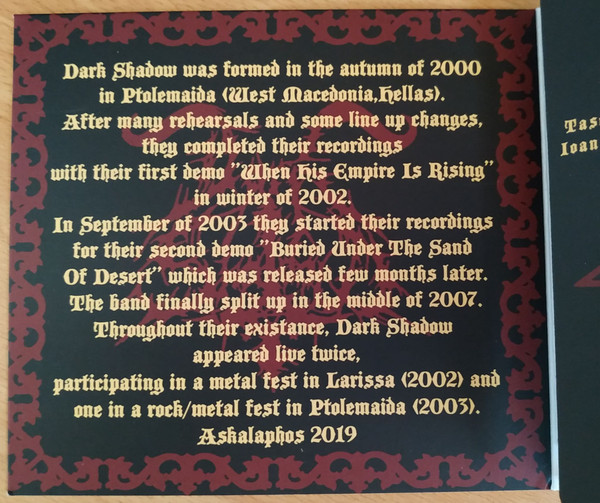 Dark Shadow was formed in the autumn of 2000
in Ptolemaida (West Macedonia,Hellas).
After many rehearsals and some line up changes,
they completed their recordings
with their first demo "When His Empire Is Rising"
in winter of 2002.
In September of 2003 they started their recordings
for their second demo "Buried Under The Sand
Of Desert" which was released few months later.
The band finally split up in the middle of 2007.
Throughout their existance, Dark Shadow
appeared live twice,
participating in a metal fest in Larissa (2002) and
one in a rock/metal fest in Ptolemaida (2003).
Askalaphos 2019